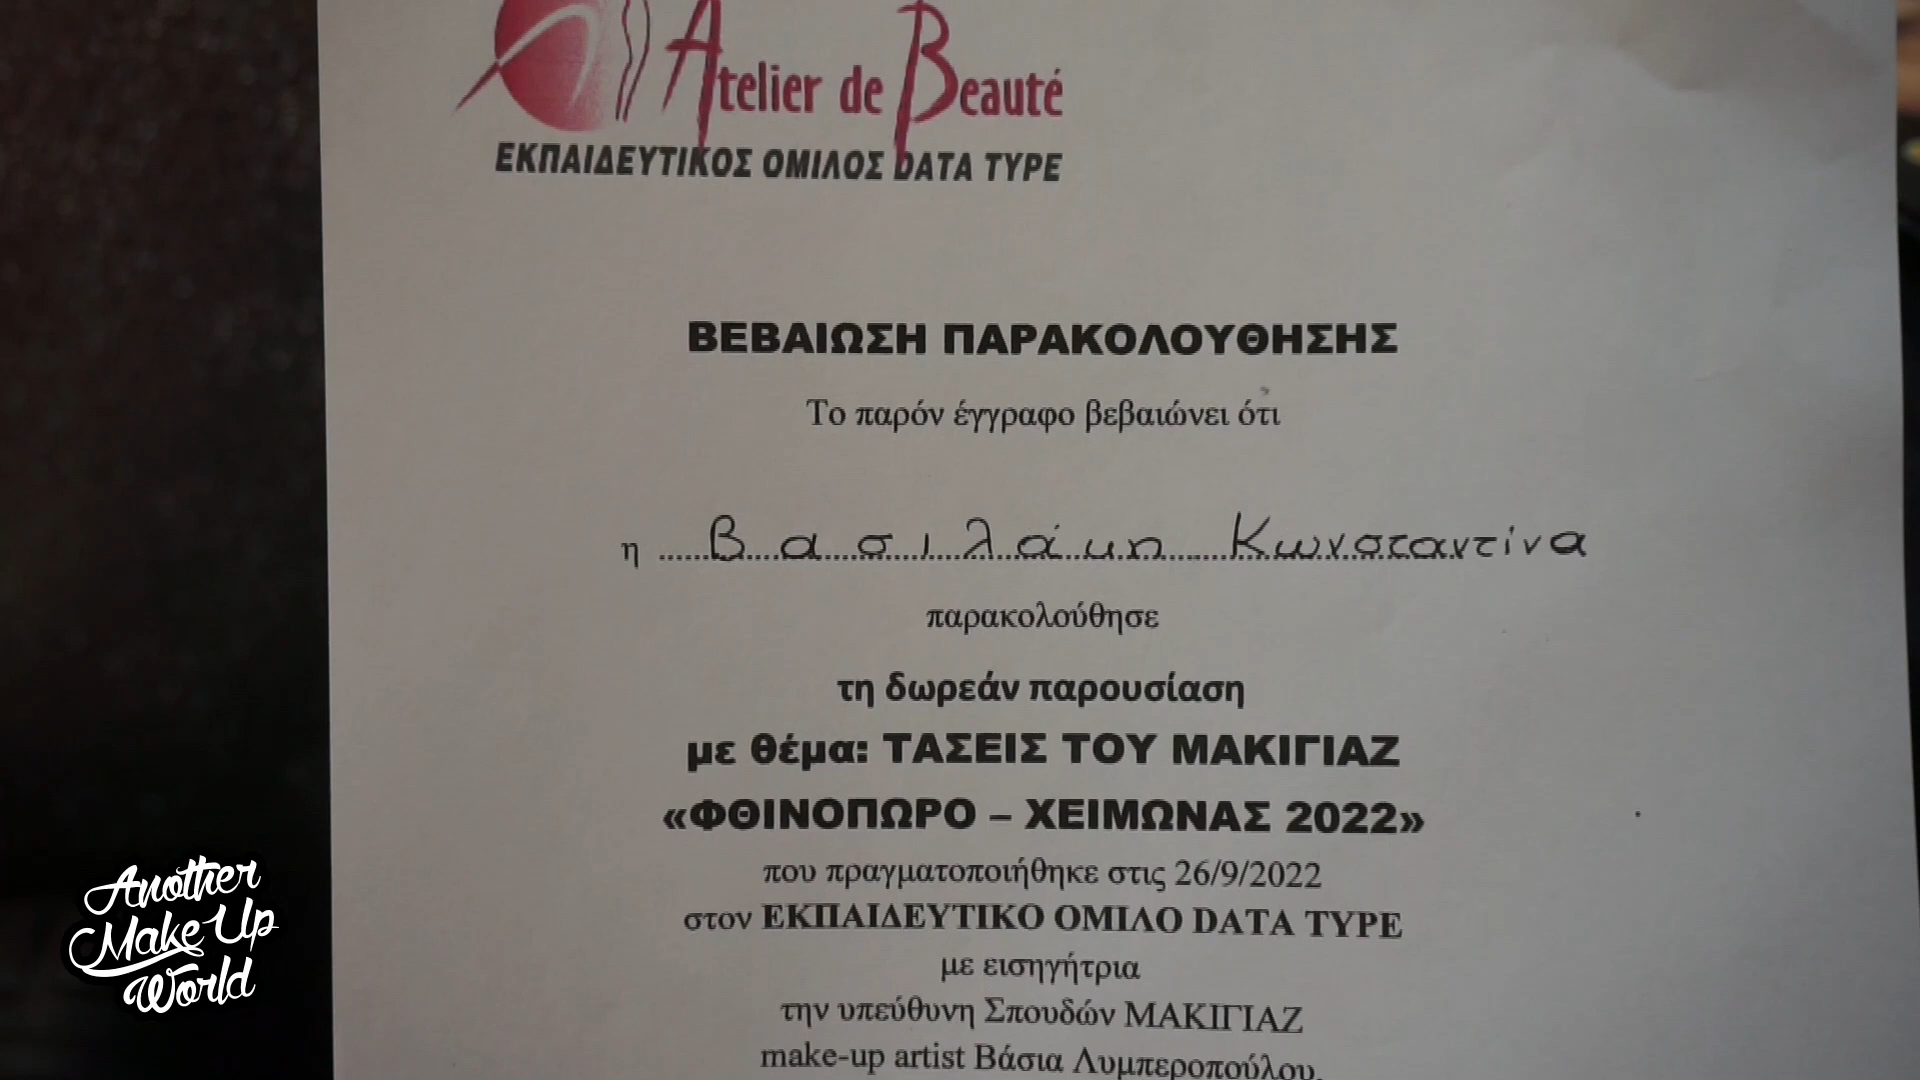 Atelier de Beauté
ΕΚΠΑΙΔΕΥΤΙΚΟΣ ΟΜΙΛΟΣ DATA TYPE
ΒΕΒΑΙΩΣΗ ΠΑΡΑΚΟΛΟΥΘΗΣΗΣ
Το παρόν έγγραφο βεβαιώνει ότι
η Βασιλάκη Κωνσταντίνα
παρακολούθησε
τη δωρεάν παρουσίαση
με θέμα: ΤΑΣΕΙΣ ΤΟΥ ΜΑΚΙΓΙΑΖ
«ΦΘΙΝΟΠΩΡΟ – ΧΕΙΜΩΝΑΣ 2022»
που πραγματοποιήθηκε στις 26/9/2022
στον ΕΚΠΑΙΔΕΥΤΙΚΟ ΟΜΙΛΟ DATA TYPE
με εισηγήτρια
την υπεύθυνη Σπουδών ΜΑΚΙΓΙΑΖ
make-up artist Βάσια Λυμπεροπούλου.
Another
Make Up
World